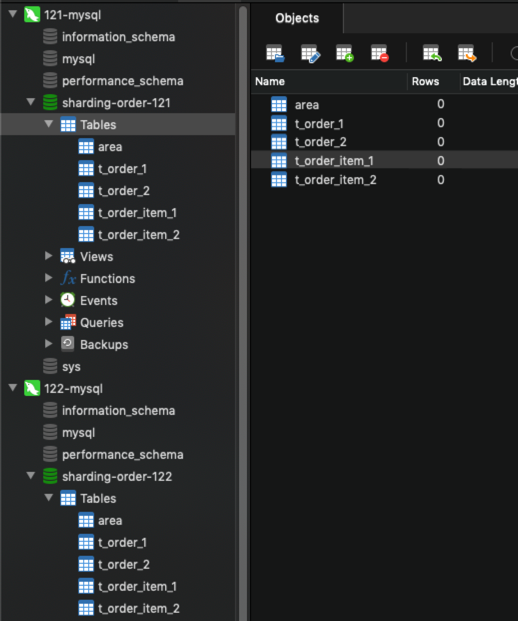 121-mysql
information_schema
mysql
performance_schema
sharding-order-121
Tables
area
t_order_1
t_order_2
t_order_item_1
t_order_item_2
Views
fx Functions
Events
Queries
Backups
sys
122-mysql
information_schema
mysql
performance_schema
sharding-order-122
Tables
area
t_order_1
t_order_2
t_order_item_1
t_order_item_2
Objects
Name Rows Data Lengt
area 0
t_order_1 0
t_order_2 0
t_order_item_1 0
t_order_item_2 0